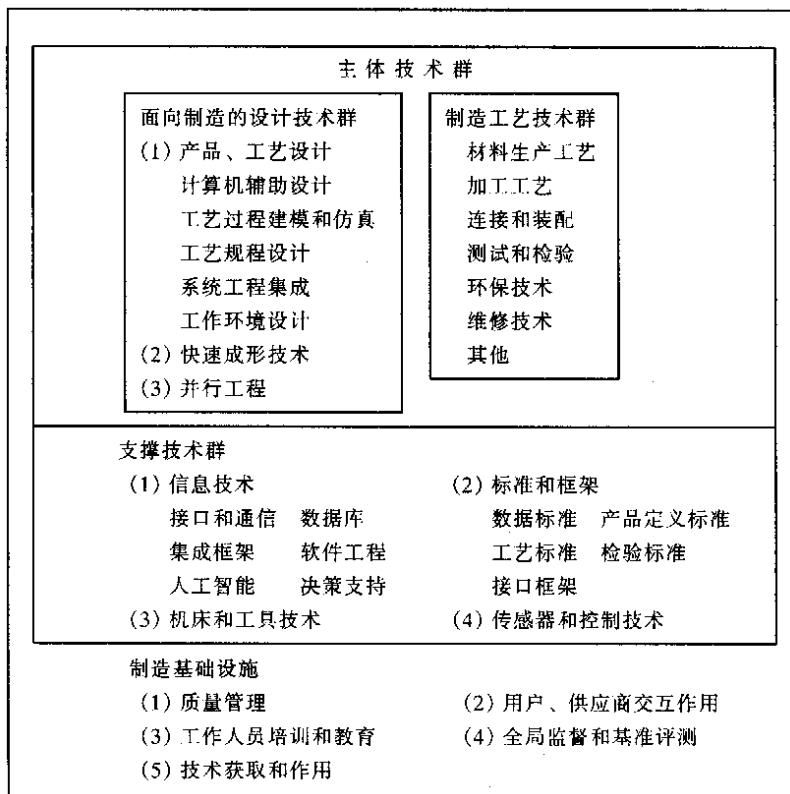 主体技术群
面向制造的设计技术群
(1) 产品、工艺设计
计算机辅助设计
工艺过程建模和仿真
工艺规程设计
系统工程集成
工作环境设计
(2) 快速成形技术
(3) 并行工程
制造工艺技术群
材料生产工艺
加工工艺
连接和装配
测试和检验
环保技术
维修技术
其他
支撑技术群
(1) 信息技术
接口和通信 数据库
集成框架 软件工程
人工智能 决策支持
(2) 标准和框架
数据标准 产品定义标准
工艺标准 检验标准
接口框架
(3) 机床和工具技术
(4) 传感器和控制技术
制造基础设施
(1) 质量管理
(2) 用户、供应商交互作用
(3) 工作人员培训和教育
(4) 全局监督和基准评测
(5) 技术获取和作用